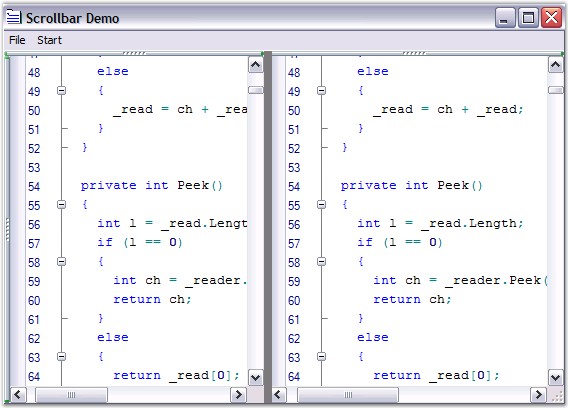 Scrollbar Demo
File Start
48 else
49 {
50 _read = ch + _rea
51 }
52 }
53
54 private int Peek()
55 {
56 int l = _read.Lengt
57 if (l == 0)
58 {
59 int ch = _reader.
60 return ch;
61 }
62 else
63 {
64 return _read[0];
48 else
49 {
50 _read = ch + _read;
51 }
52 }
53
54 private int Peek()
55 {
56 int l = _read.Length;
57 if (l == 0)
58 {
59 int ch = _reader.Peek(
60 return ch;
61 }
62 else
63 {
64 return _read[0];